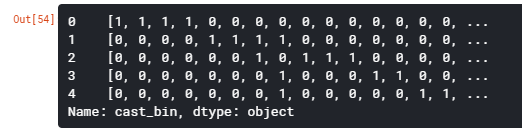 Out[54]
0    [1, 1, 1, 1, 0, 0, 0, 0, 0, 0, 0, 0, 0, 0, 0, ...
1    [0, 0, 0, 0, 1, 1, 1, 1, 0, 0, 0, 0, 0, 0, 0, ...
2    [0, 0, 0, 0, 0, 0, 1, 0, 1, 1, 1, 0, 0, 0, 0, ...
3    [0, 0, 0, 0, 0, 0, 0, 1, 0, 0, 0, 1, 1, 0, 0, ...
4    [0, 0, 0, 0, 0, 0, 0, 1, 0, 0, 0, 0, 0, 1, 1, ...
Name: cast_bin, dtype: object